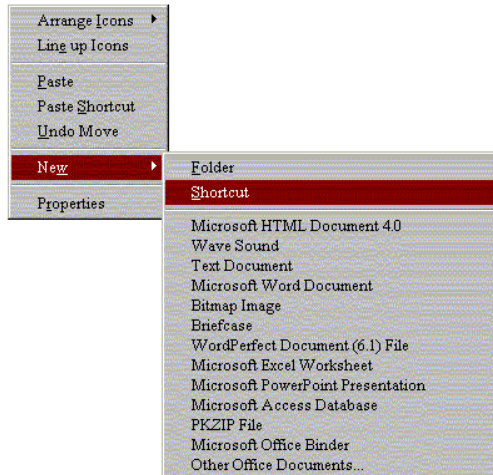 Arrange Icons
Line up Icons
Paste
Paste Shortcut
Undo Move
New
Properties
Folder
Shortcut
Microsoft HTML Document 4.0
Wave Sound
Text Document
Microsoft Word Document
Bitmap Image
Briefcase
WordPerfect Document (6.1) File
Microsoft Excel Worksheet
Microsoft PowerPoint Presentation
Microsoft Access Database
PKZIP File
Microsoft Office Binder
Other Office Documents...